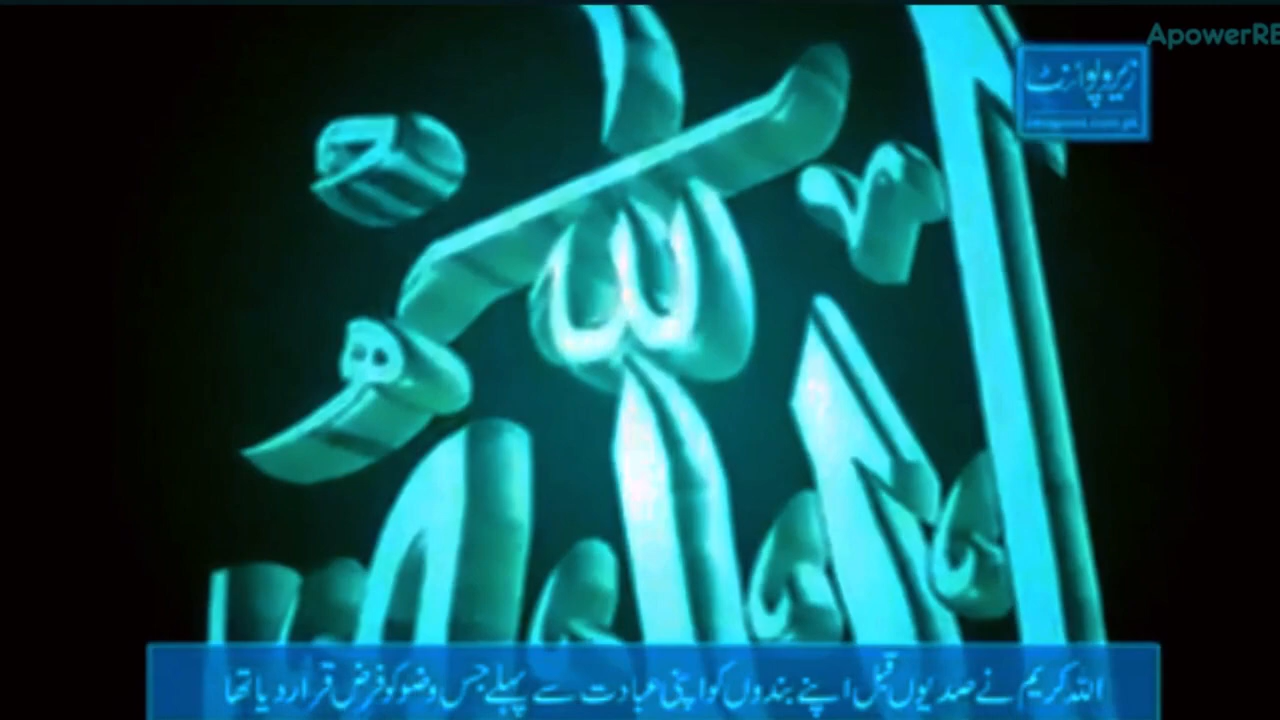 ApowerRE
زیرو پوائنٹ
اللہ کریم نے صدیوں قبل اپنے بندوں کو اپنی عبادت سے پہلے جس وضو کو فرض قرار دیا تھا